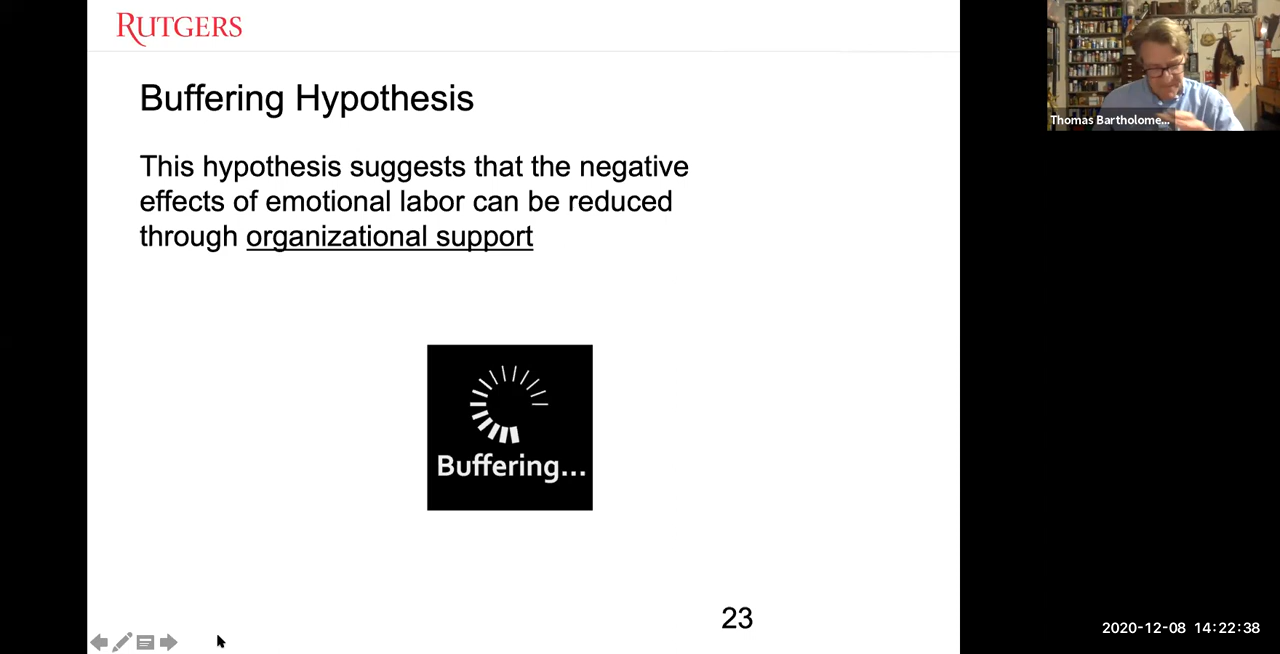 RUTGERS
Buffering Hypothesis
This hypothesis suggests that the negative
effects of emotional labor can be reduced
through organizational support
Buffering...
23
Thomas Bartholome...
2020-12-08 14:22:38